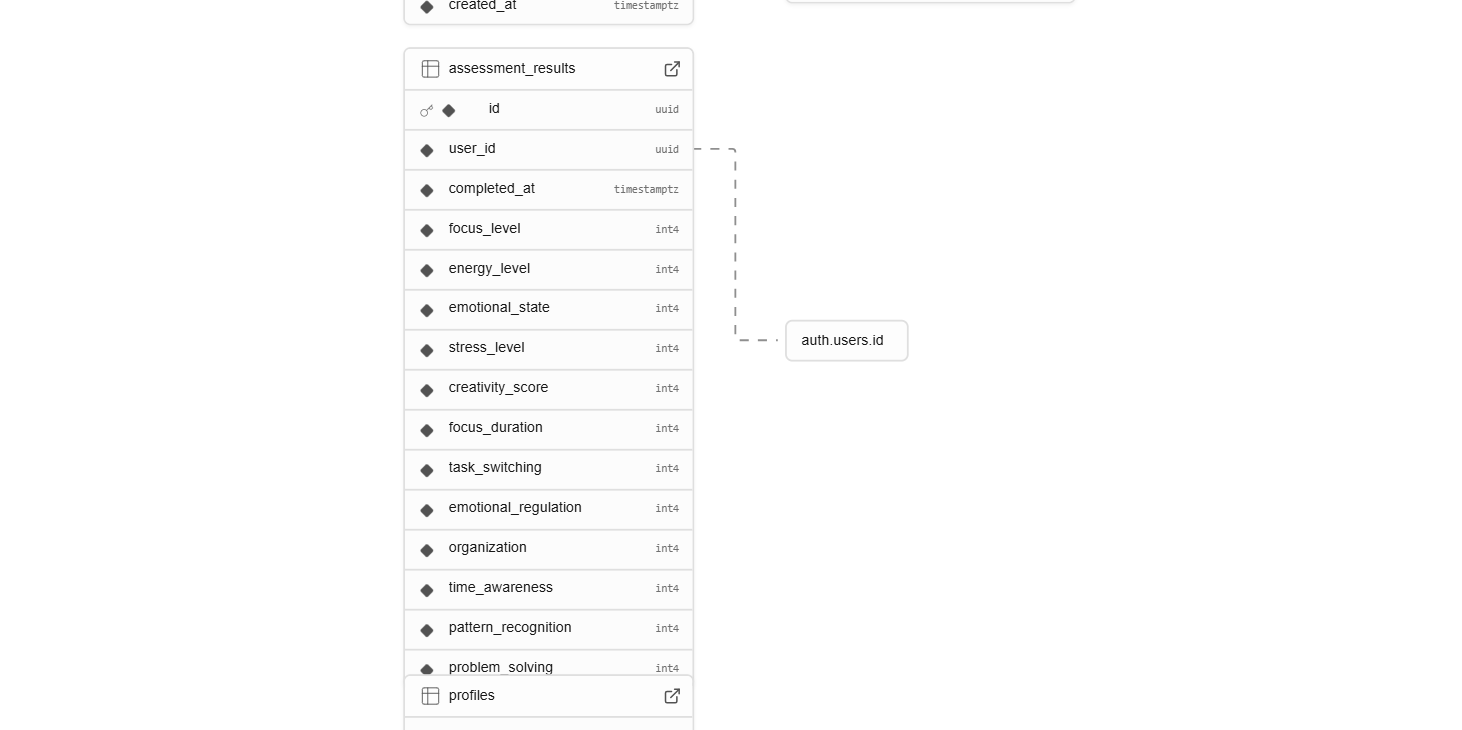 created_at timestamptz
assessment_results
id uuid
user_id uuid
completed_at timestamptz
focus_level int4
energy_level int4
emotional_state int4
auth.users.id
stress_level int4
creativity_score int4
focus_duration int4
task_switching int4
emotional_regulation int4
organization int4
time_awareness int4
pattern_recognition int4
problem_solving int4
profiles